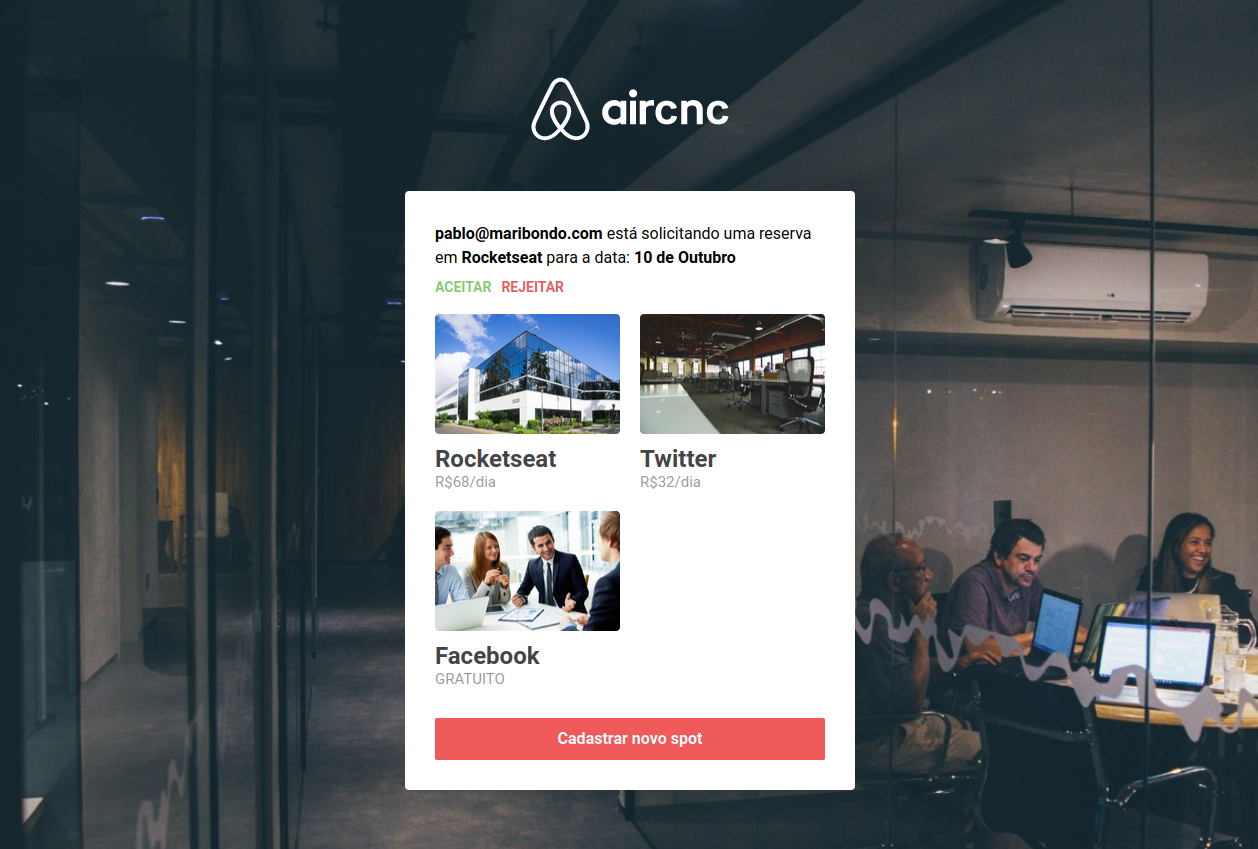 aircnc
pablo@maribondo.com está solicitando uma reserva
em Rocketseat para a data: 10 de Outubro
ACEITAR REJEITAR
Rocketseat
R$68/dia
Twitter
R$32/dia
Facebook
GRATUITO
Cadastrar novo spot